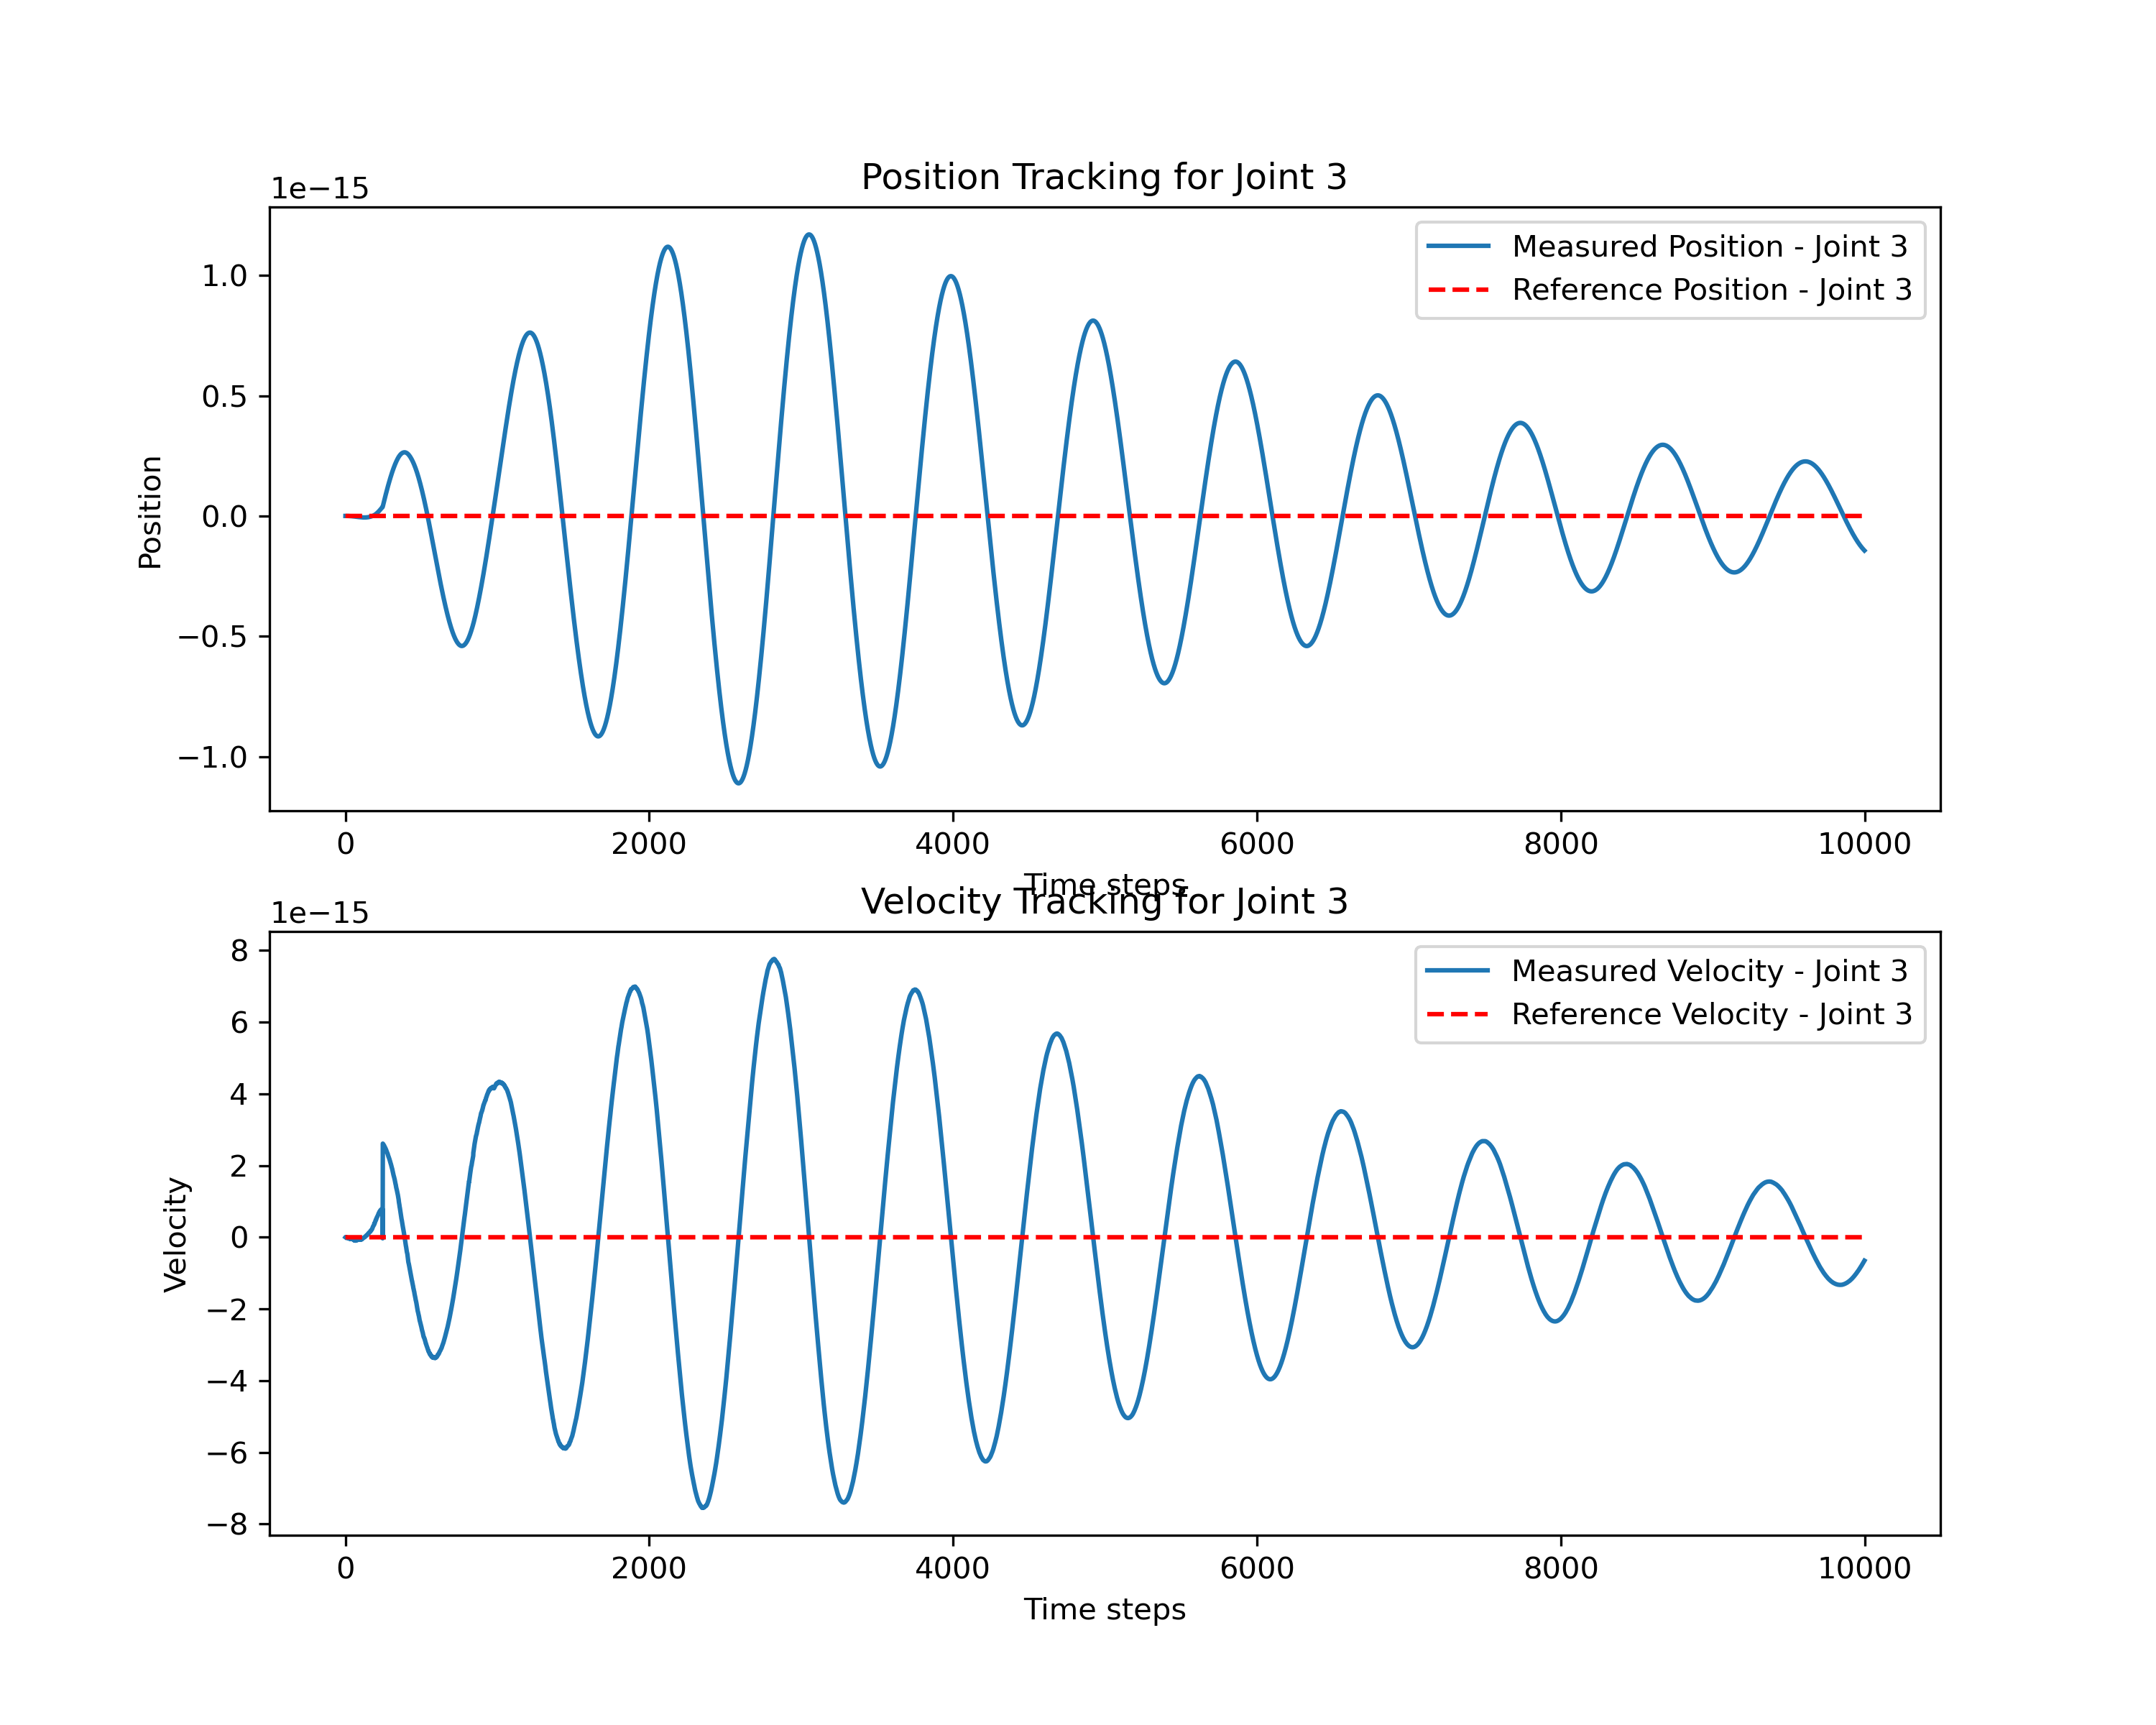 Position Tracking for Joint 3
1e−15
Measured Position - Joint 3
Reference Position - Joint 3
1.0
0.5
0.0
−0.5
−1.0
Position
0 2000 4000 6000 8000 10000
Time steps
Velocity Tracking for Joint 3
1e−15
Measured Velocity - Joint 3
Reference Velocity - Joint 3
8
6
4
2
0
−2
−4
−6
−8
Velocity
0 2000 4000 6000 8000 10000
Time steps